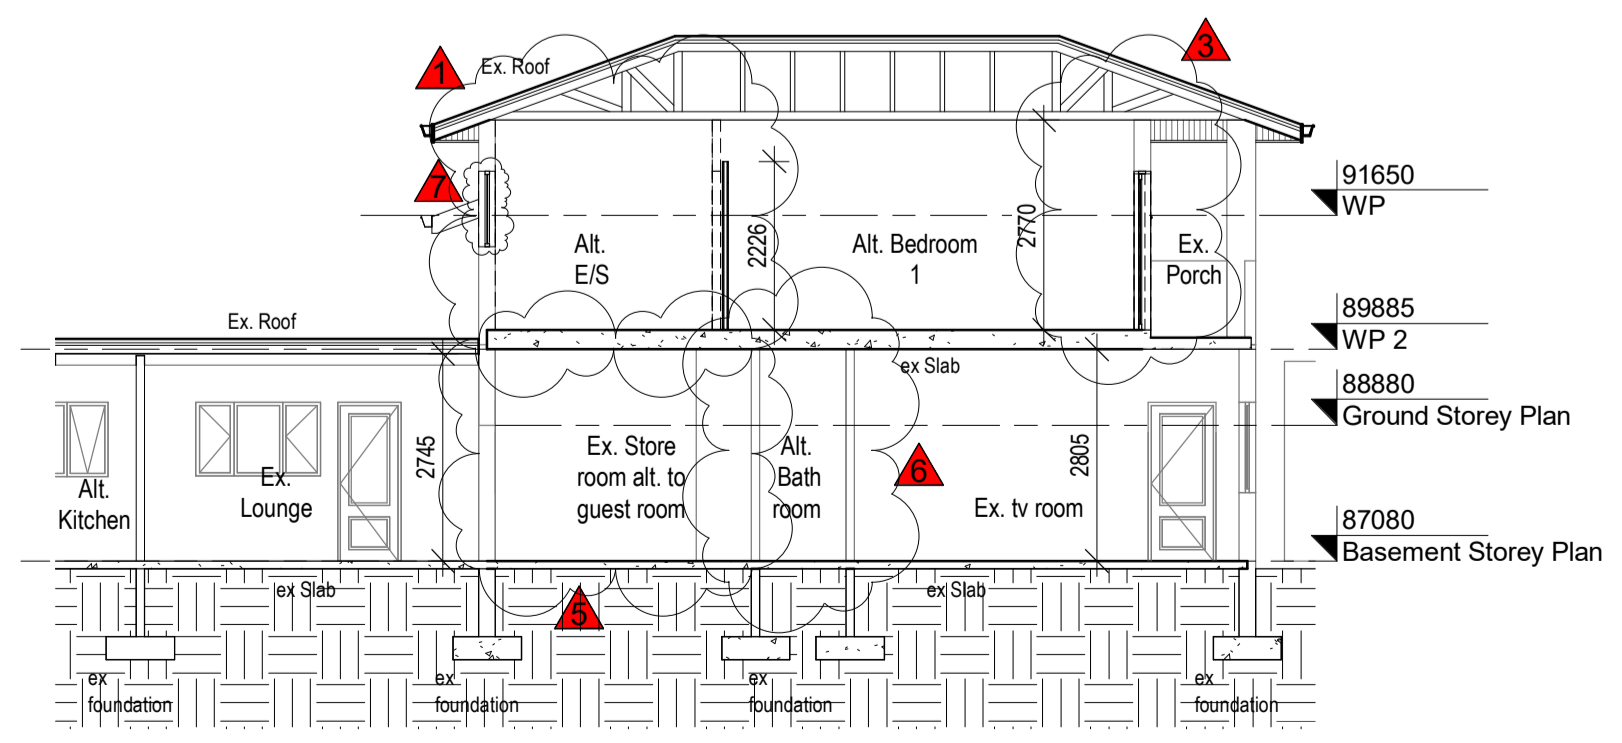 3
1
Ex. Roof
7
91650
WP
Alt.
E/S
2226
Alt. Bedroom
1
2770
Ex.
Porch
Ex. Roof
89885
WP 2
ex Slab
88880
Ground Storey Plan
2745
Ex. Store
room alt. to
guest room
Alt.
Bath
room
6
2805
Alt.
Kitchen
Ex.
Lounge
Ex. tv room
87080
Basement Storey Plan
ex Slab
5
ex Slab
ex
foundation
ex
foundation
ex
foundation
ex
foundation